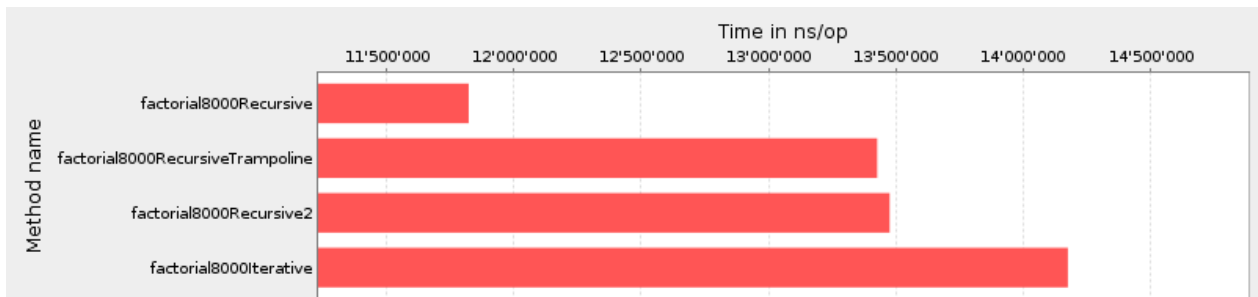 Time in ns/op
11'500'000 12'000'000 12'500'000 13'000'000 13'500'000 14'000'000 14'500'000
Method name
factorial8000Recursive
factorial8000RecursiveTrampoline
factorial8000Recursive2
factorial8000Iterative